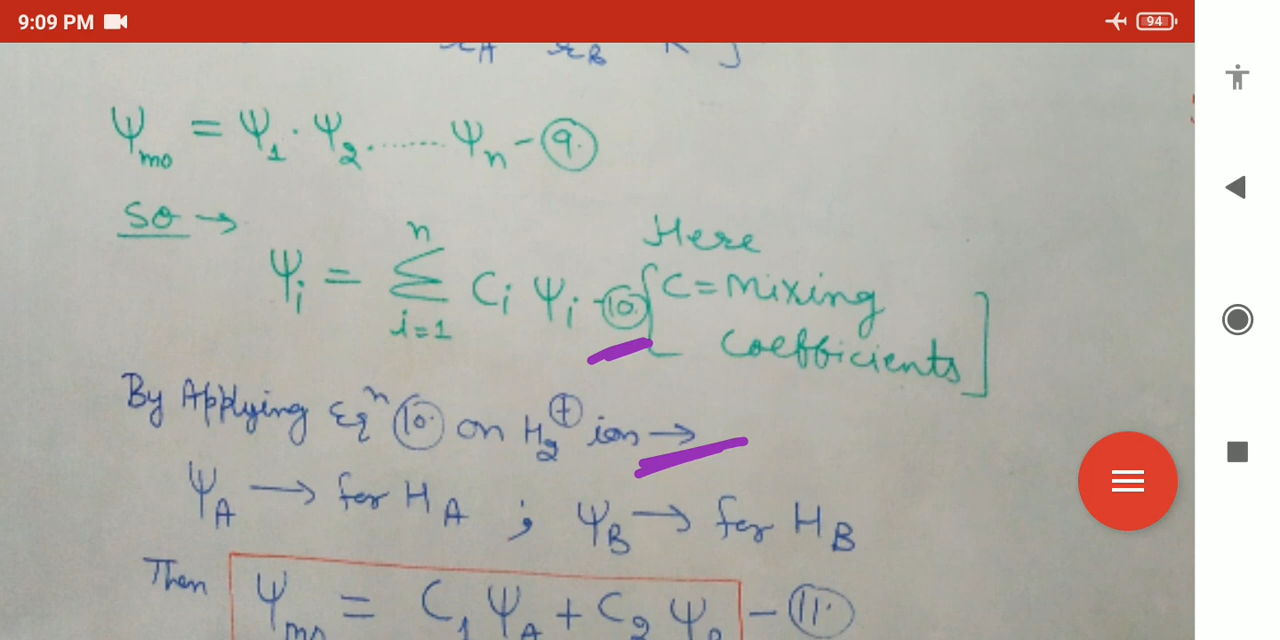 9:09 PM 94
Ψmo = Ψ1 · Ψ2 ........ Ψn - 9.
so →
Ψi = Σ i=1 n Ci Ψi - 10. [ Here C = mixing coefficients ]
By Applying Eqn 10. on H2+ ion →
ΨA → for HA ; ΨB → for HB
Then Ψmo = C1 ΨA + C2 ΨB - 11.